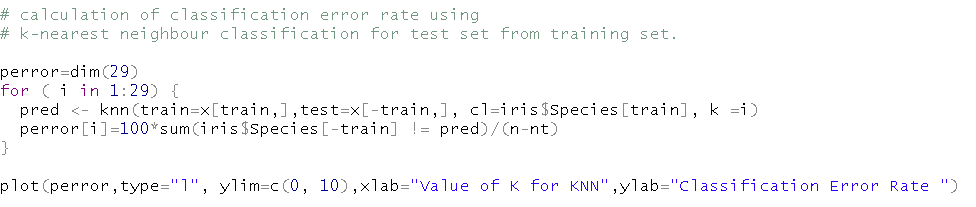 # calculation of classification error rate using
# k-nearest neighbour classification for test set from training set.
perror=dim(29)
for ( i in 1:29) {
pred <- knn(train=x[train,],test=x[-train,], cl=iris$Species[train], k =i)
perror[i]=100*sum(iris$Species[-train] != pred)/(n-nt)
}
plot(perror,type="l", ylim=c(0, 10),xlab="Value of K for KNN",ylab="Classification Error Rate ")